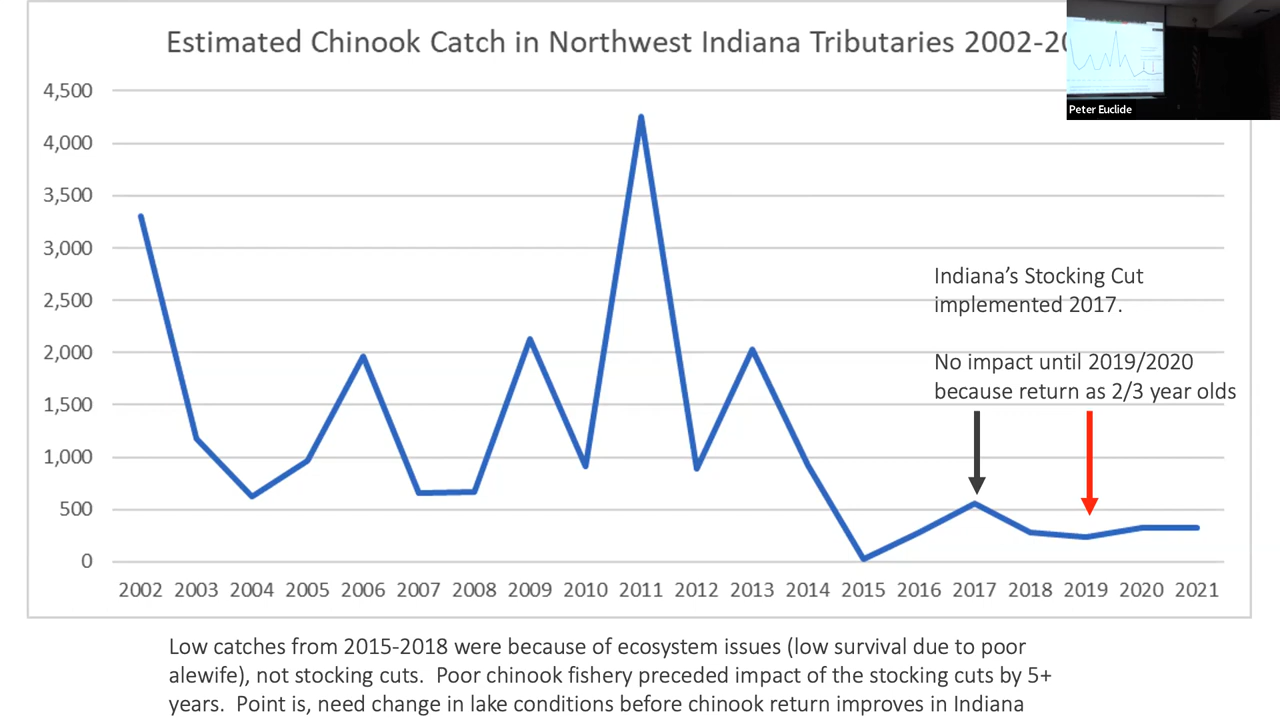 Estimated Chinook Catch in Northwest Indiana Tributaries 2002-20
Peter Euclide
4,500
4,000
3,500
3,000
2,500
2,000
1,500
1,000
500
0
Indiana's Stocking Cut
implemented 2017.
No impact until 2019/2020
because return as 2/3 year olds
2002 2003 2004 2005 2006 2007 2008 2009 2010 2011 2012 2013 2014 2015 2016 2017 2018 2019 2020 2021
Low catches from 2015-2018 were because of ecosystem issues (low survival due to poor
alewife), not stocking cuts. Poor chinook fishery preceded impact of the stocking cuts by 5+
years. Point is, need change in lake conditions before chinook return improves in Indiana